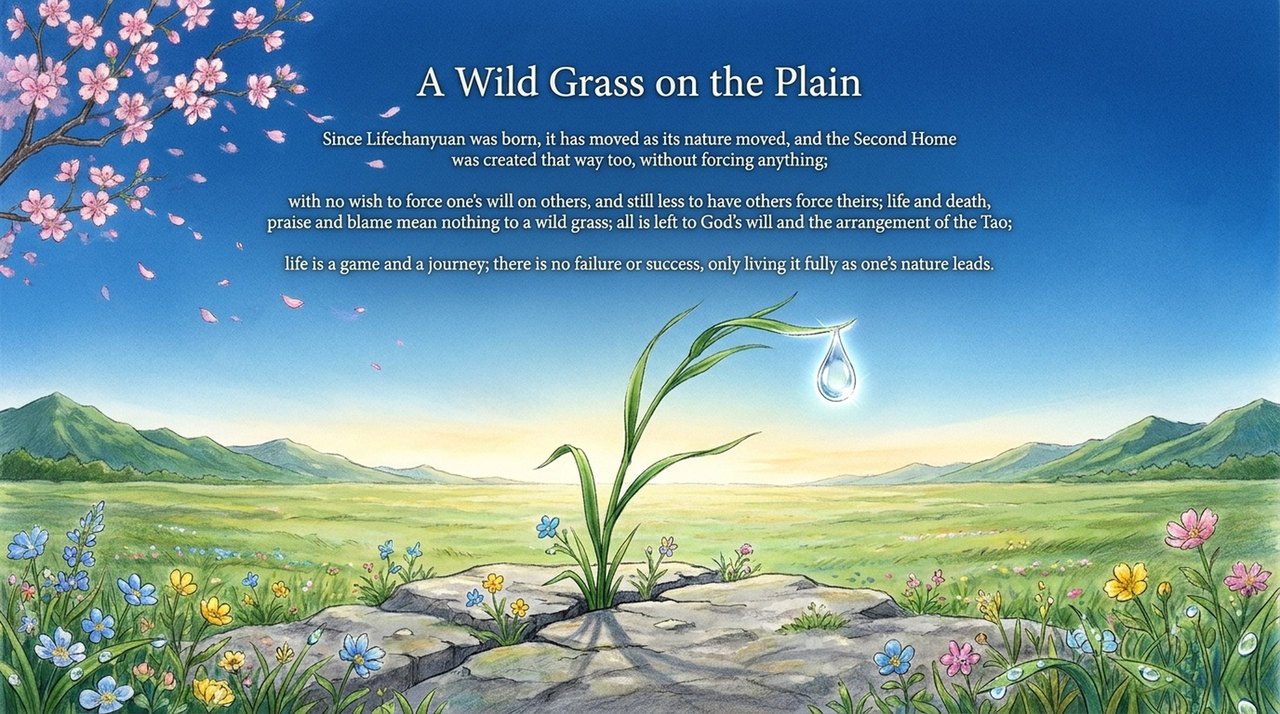 A Wild Grass on the Plain
Since Lifechanyuan was born, it has moved as its nature moved, and the Second Home
was created that way too, without forcing anything;
with no wish to force one's will on others, and still less to have others force theirs; life and death,
praise and blame mean nothing to a wild grass; all is left to God's will and the arrangement of the Tao;
life is a game and a journey; there is no failure or success, only living it fully as one's nature leads.